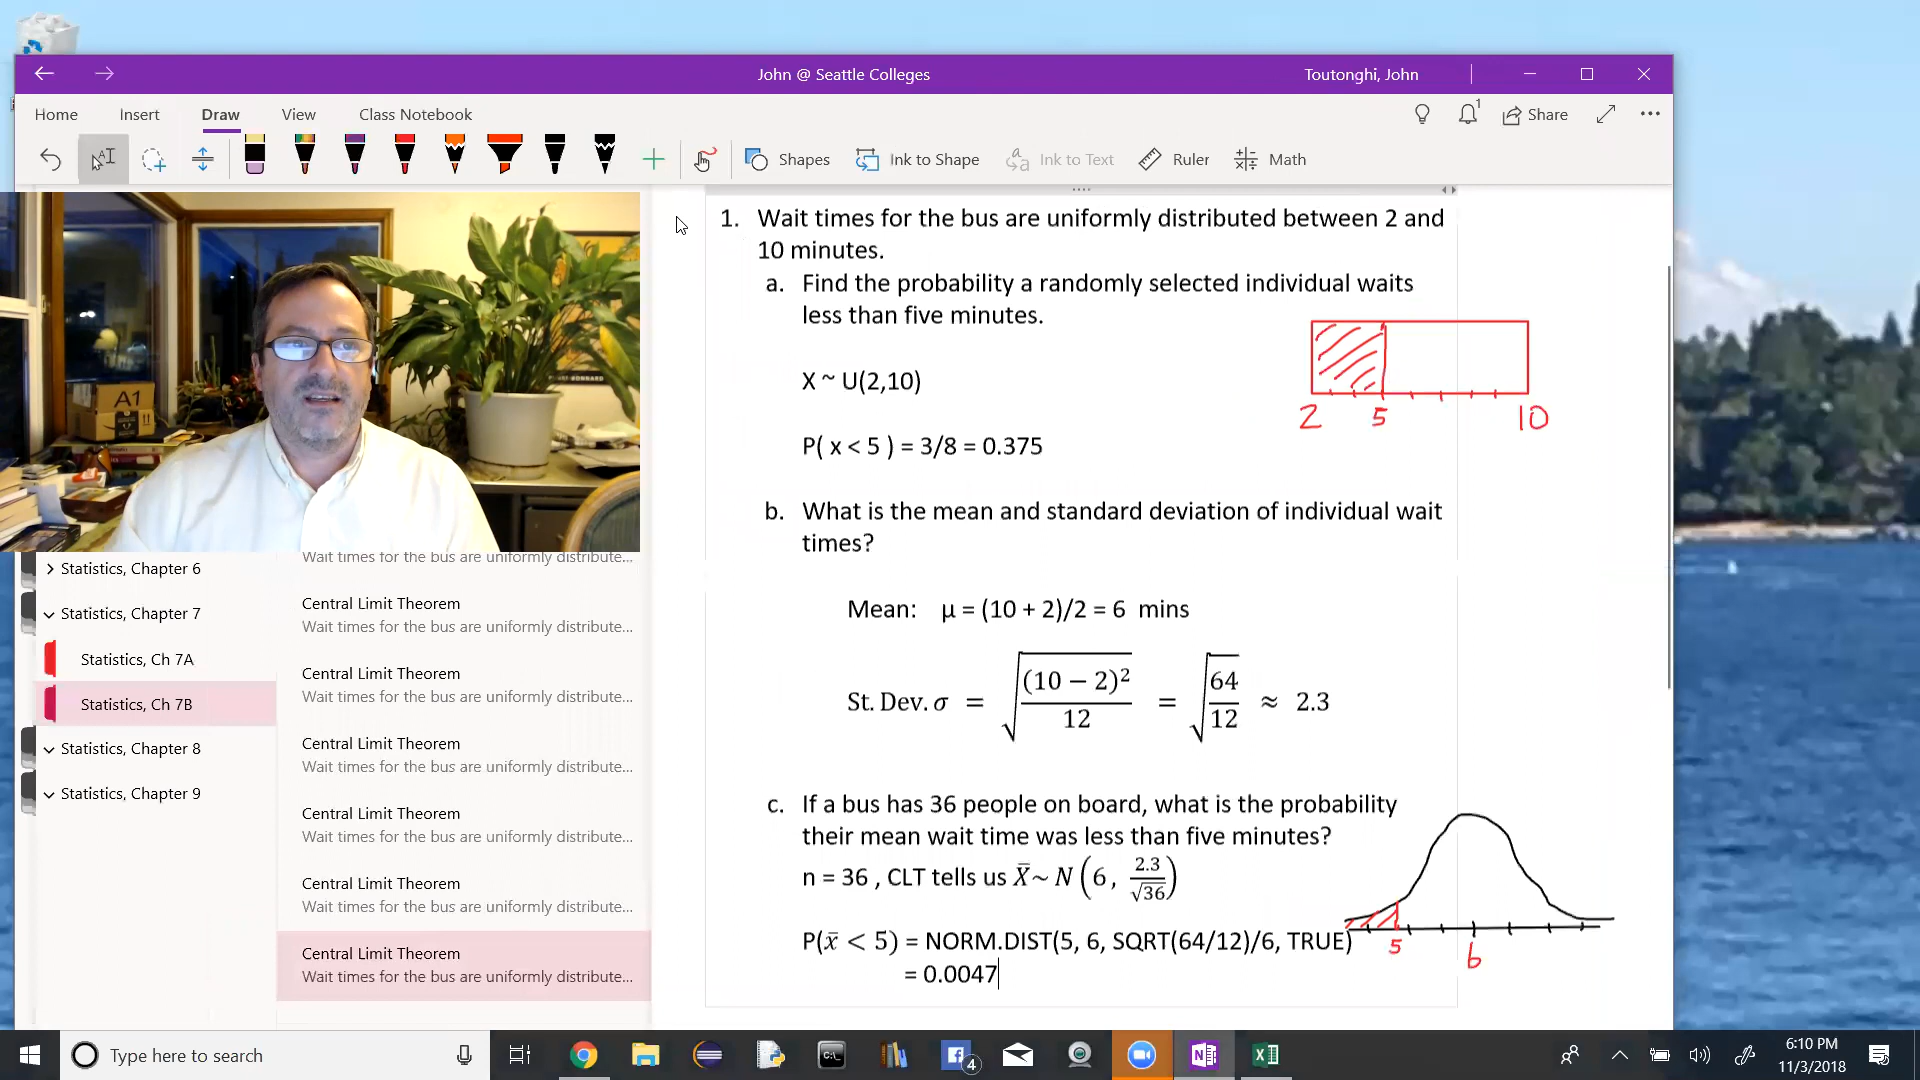 John @ Seattle Colleges
Toutonghi, John
Home Insert Draw View Class Notebook
1
Share
Shapes
Ink to Shape
Ink to Text
Ruler
Math
1. Wait times for the bus are uniformly distributed between 2 and
10 minutes.
a. Find the probability a randomly selected individual waits
less than five minutes.
X ~ U(2,10)
2 5 10
P( x < 5 ) = 3/8 = 0.375
b. What is the mean and standard deviation of individual wait
times?
Mean: μ = (10 + 2)/2 = 6 mins
St. Dev. σ = √((10 − 2)²/12) = √(64/12) ≈ 2.3
c. If a bus has 36 people on board, what is the probability
their mean wait time was less than five minutes?
n = 36 , CLT tells us X̄~ N (6, 2.3/√36)
P(x̄ < 5) = NORM.DIST(5, 6, SQRT(64/12)/6, TRUE)
= 0.0047
5 6
A1
Statistics, Chapter 6
Statistics, Chapter 7
Statistics, Ch 7A
Statistics, Ch 7B
Statistics, Chapter 8
Statistics, Chapter 9
Wait times for the bus are uniformly distribute...
Central Limit Theorem
Wait times for the bus are uniformly distribute...
Central Limit Theorem
Wait times for the bus are uniformly distribute...
Central Limit Theorem
Wait times for the bus are uniformly distribute...
Central Limit Theorem
Wait times for the bus are uniformly distribute...
Central Limit Theorem
Wait times for the bus are uniformly distribute...
Central Limit Theorem
Wait times for the bus are uniformly distribute...
Type here to search
4
6:10 PM
11/3/2018